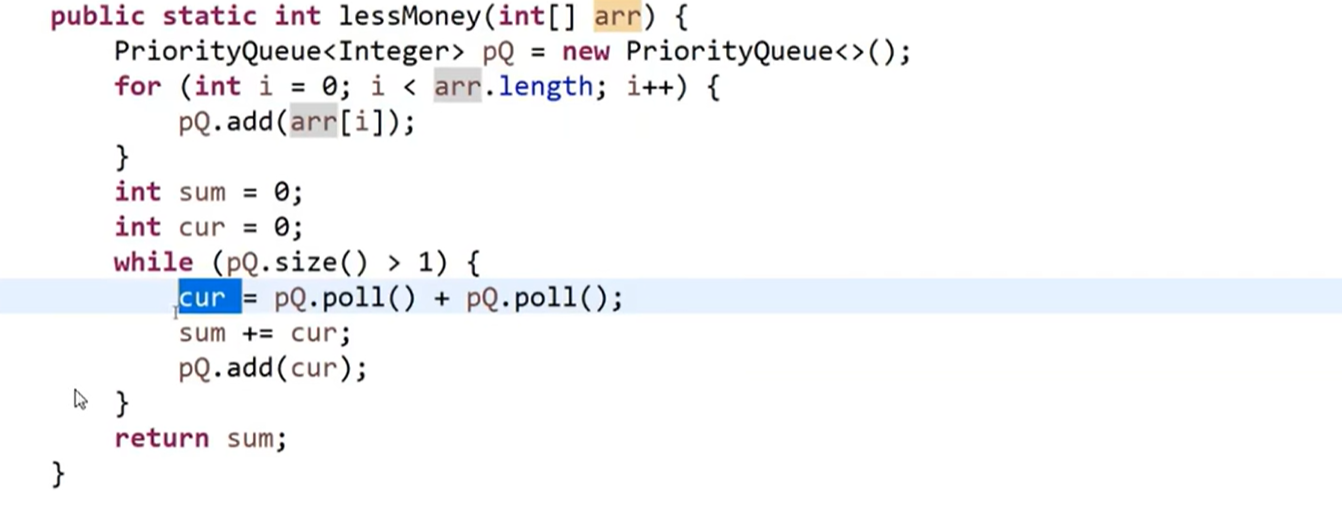 public static int lessMoney(int[] arr) {
    PriorityQueue<Integer> pQ = new PriorityQueue<>();
    for (int i = 0; i < arr.length; i++) {
        pQ.add(arr[i]);
    }
    int sum = 0;
    int cur = 0;
    while (pQ.size() > 1) {
        cur = pQ.poll() + pQ.poll();
        sum += cur;
        pQ.add(cur);
    }
    return sum;
}